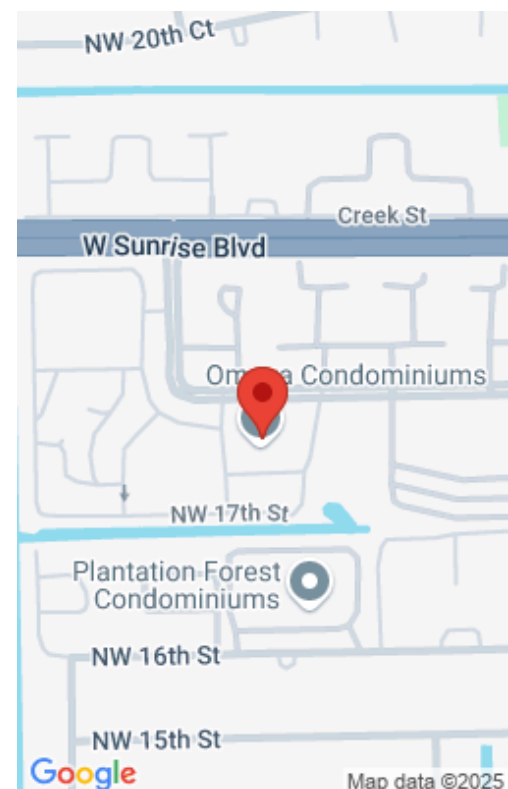 NW 20th Ct
Creek St
W Sunrise Blvd
Condominiums
NW 17th St
Plantation Forest
Condominiums
NW 16th St
NW 15th St
Google
Map data ©2025